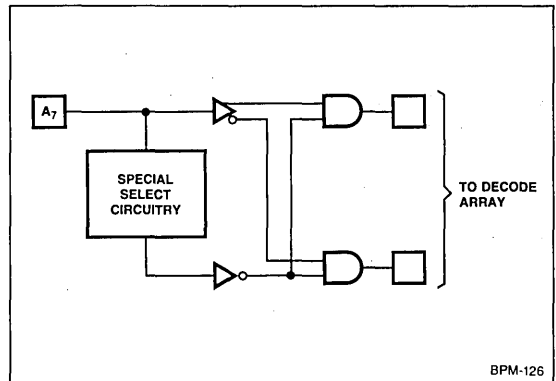 A7
SPECIAL
SELECT
CIRCUITRY
TO DECODE
ARRAY
BPM-126